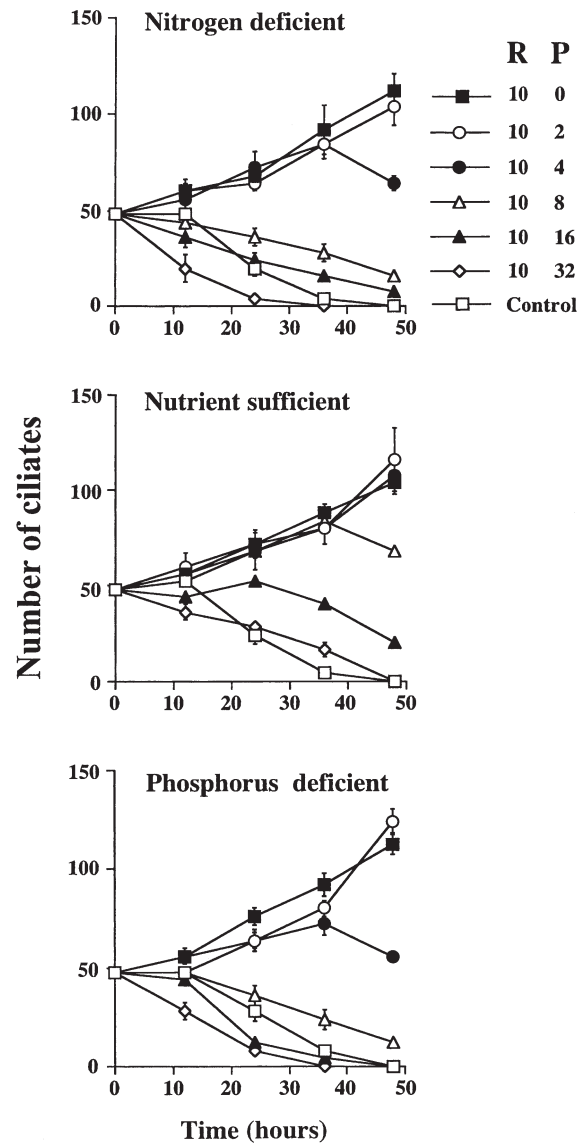 Nitrogen deficient
150
100
50
0
0 10 20 30 40 50
R P
10 0
10 2
10 4
10 8
10 16
10 32
Control
Number of ciliates
Nutrient sufficient
150
100
50
0
0 10 20 30 40 50
Phosphorus deficient
150
100
50
0
0 10 20 30 40 50
Time (hours)